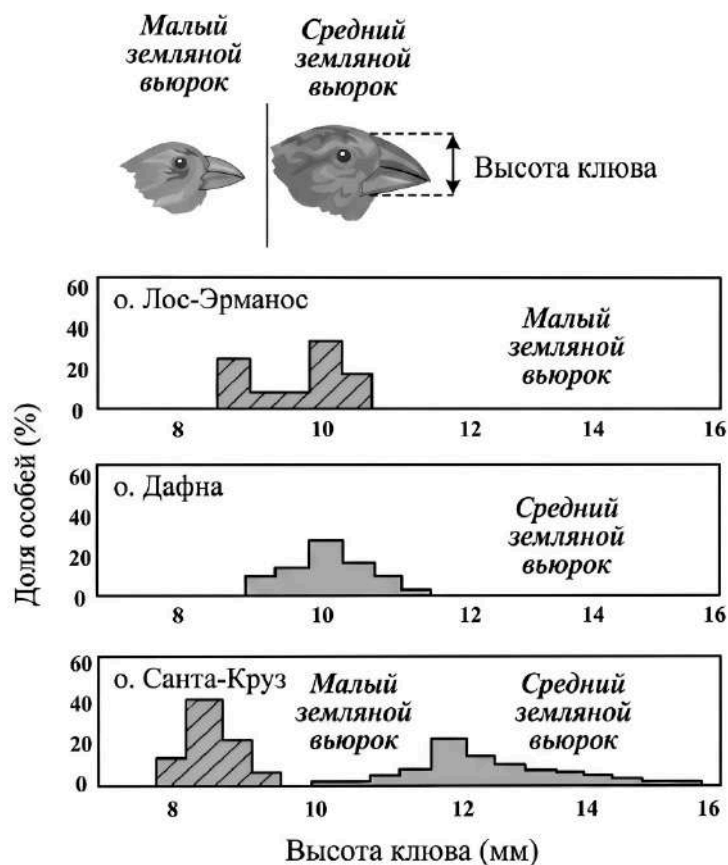 Малый
земляной
вьюрок
Средний
земляной
вьюрок
Высота клюва
Доля особей (%)
60
40
20
0
о. Лос-Эрманос
Малый
земляной
вьюрок
8 10 12 14 16
60
40
20
0
о. Дафна
Средний
земляной
вьюрок
8 10 12 14 16
60
40
20
0
о. Санта-Круз
Малый
земляной
вьюрок
Средний
земляной
вьюрок
8 10 12 14 16
Высота клюва (мм)